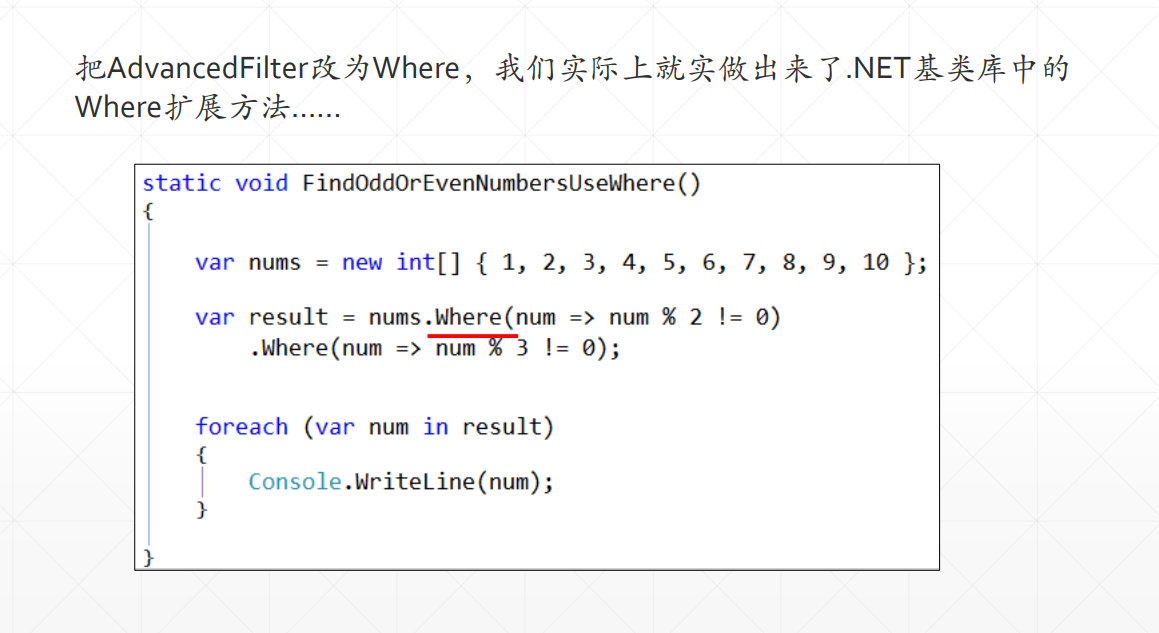 把AdvancedFilter改为Where，我们实际上就实做出来了.NET基类库中的
Where扩展方法……
static void FindOddOrEvenNumbersUseWhere()
{
var nums = new int[] { 1, 2, 3, 4, 5, 6, 7, 8, 9, 10 };
var result = nums.Where(num => num % 2 != 0)
.Where(num => num % 3 != 0);
foreach (var num in result)
{
Console.WriteLine(num);
}
}